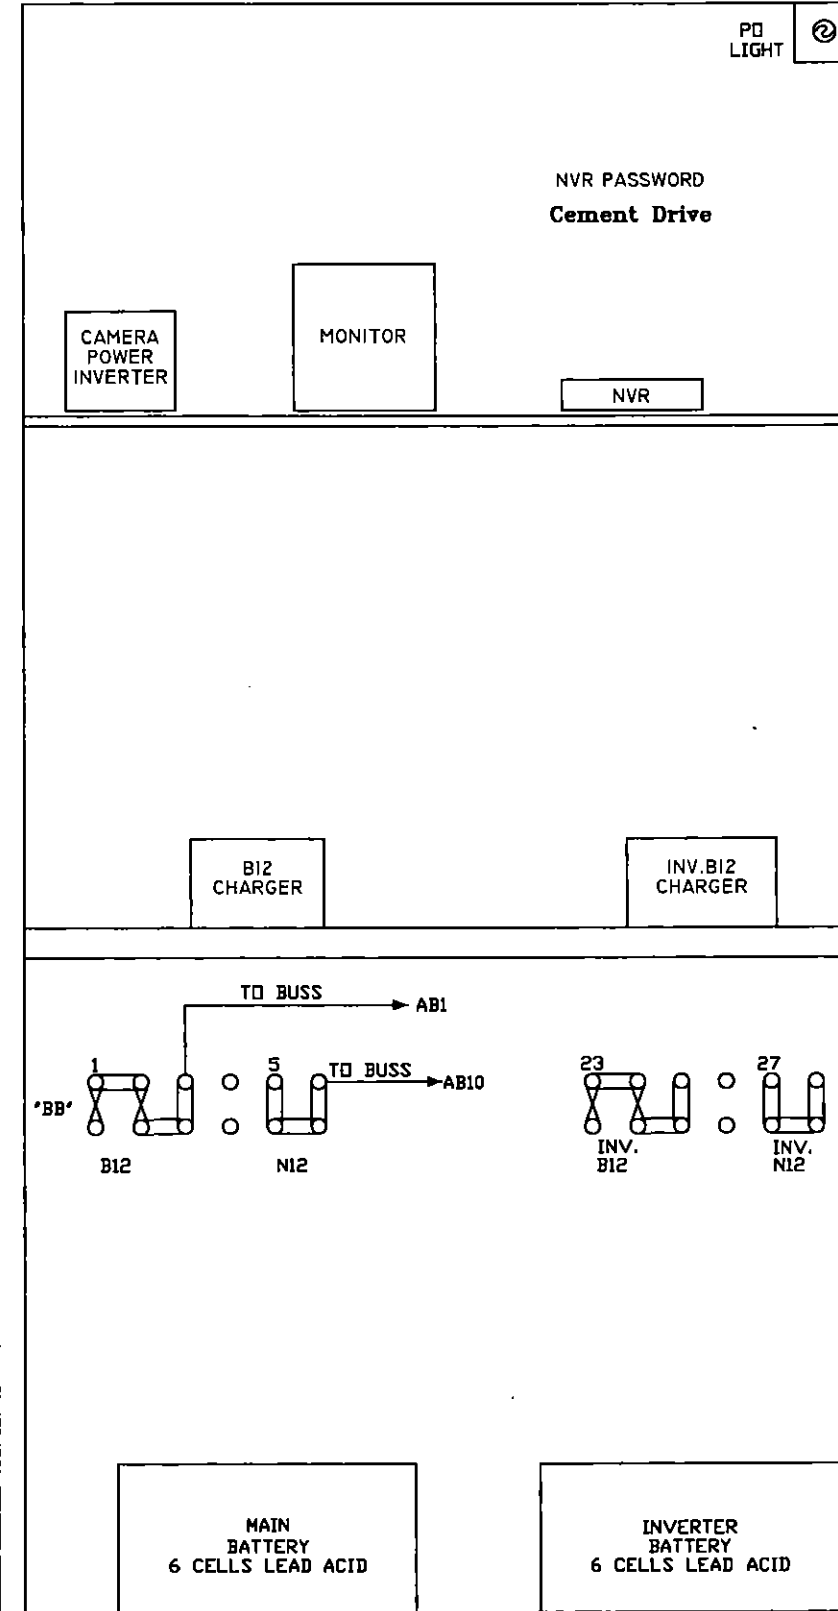 PO
LIGHT
NVR PASSWORD
Cement Drive
CAMERA
POWER
INVERTER
MONITOR
NVR
B12
CHARGER
INV.B12
CHARGER
TO BUSS
AB1
1
5
TO BUSS
AB10
23
27
"BB"
B12
N12
INV.
B12
INV.
N12
MAIN
BATTERY
6 CELLS LEAD ACID
INVERTER
BATTERY
6 CELLS LEAD ACID